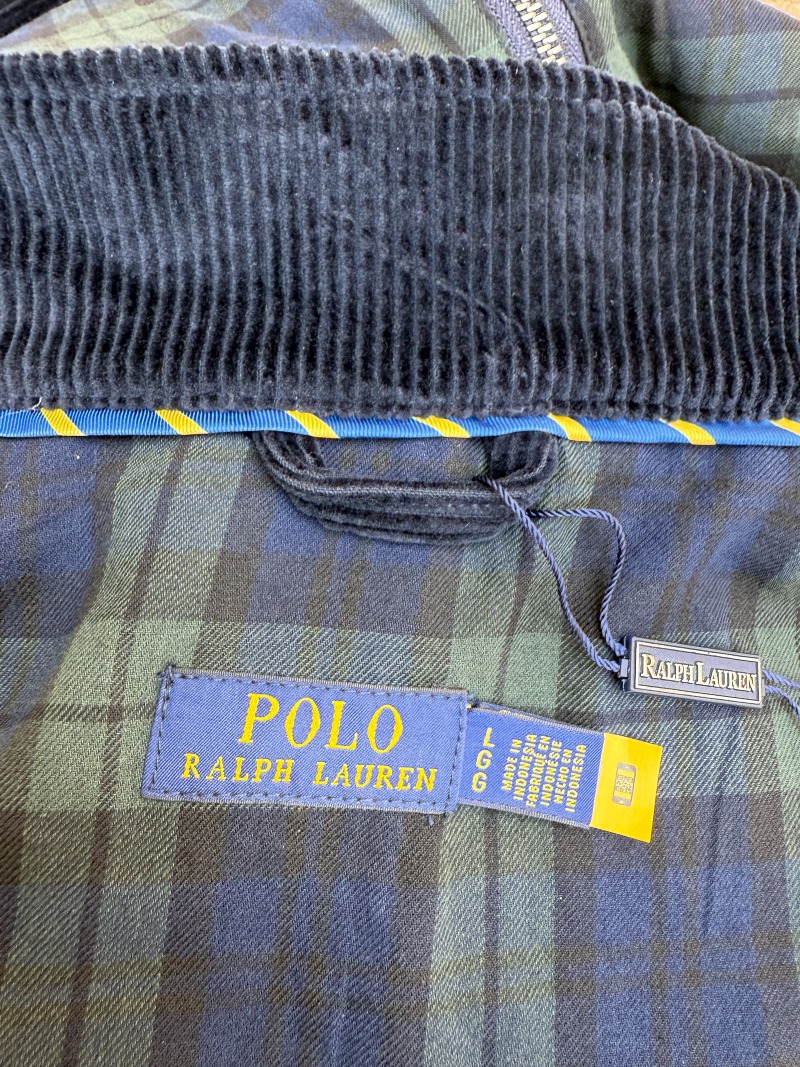 POLO
RALPH LAUREN
L
G
G
MADE IN
INDONESIA
FABRIQUÉ EN
INDONÉSIE
HECHO EN
INDONESIA
RALPH LAUREN